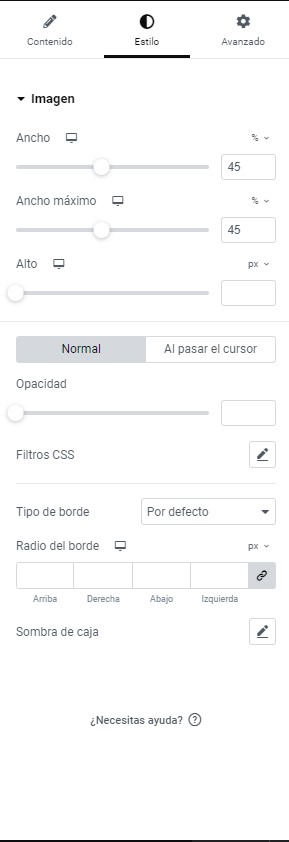 Contenido Estilo Avanzado
Imagen
Ancho % 
45
Ancho máximo %
45
Alto px
Normal Al pasar el cursor
Opacidad
Filtros CSS
Tipo de borde Por defecto
Radio del borde px
Arriba Derecha Abajo Izquierda
Sombra de caja
¿Necesitas ayuda? ?